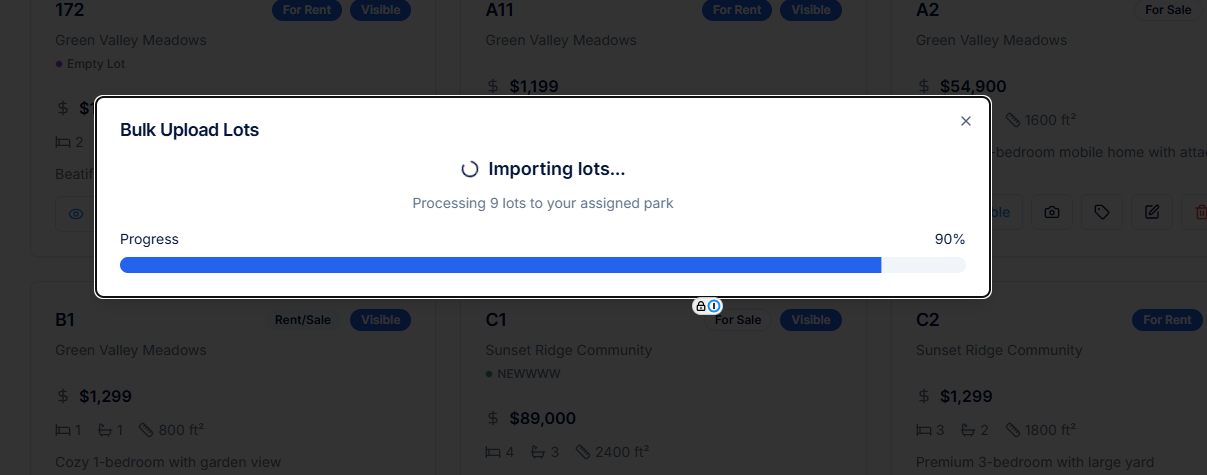 172
For Rent
Visible
A11
For Rent
Visible
A2
For Sale
Green Valley Meadows
Green Valley Meadows
Green Valley Meadows
Empty Lot
$1,199
$54,900
1600 ft²
2
-bedroom mobile home with
Bulk Upload Lots
Importing lots...
Processing 9 lots to your assigned park
Progress
90%
B1
Rent/Sale
Visible
C1
For Sale
Visible
C2
For Rent
Green Valley Meadows
Sunset Ridge Community
Sunset Ridge Community
NEWWWW
$1,299
$89,000
$1,299
1 1 800 ft²
4 3 2400 ft²
3 2 1800 ft²
Cozy 1-bedroom with garden view
Premium 3-bedroom with large yard